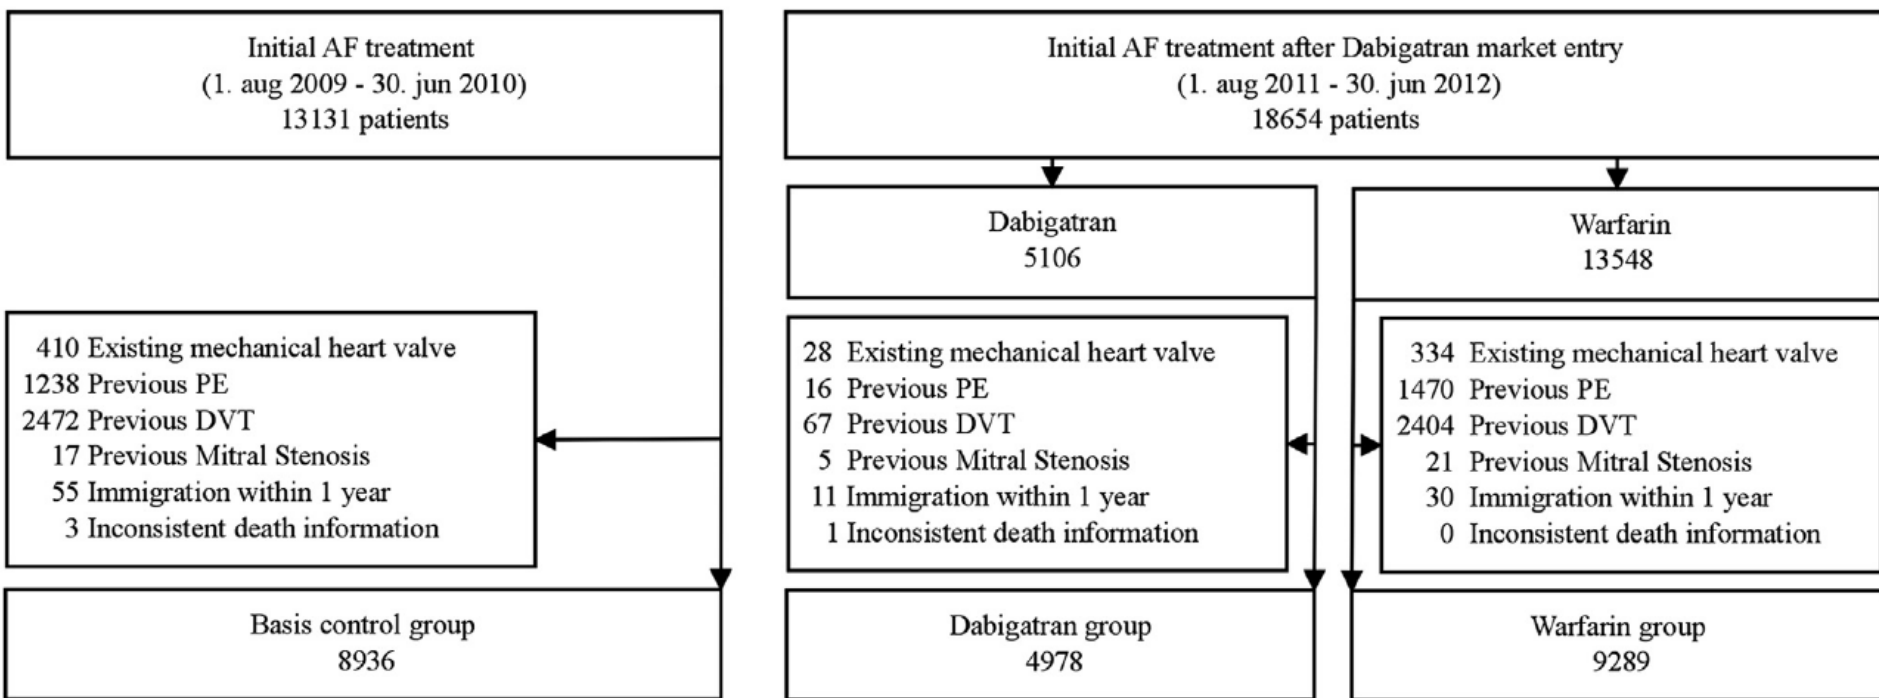 Initial AF treatment
(1. aug 2009 - 30. jun 2010)
13131 patients
Initial AF treatment after Dabigatran market entry
(1. aug 2011 - 30. jun 2012)
18654 patients
Dabigatran
5106
Warfarin
13548
410 Existing mechanical heart valve
1238 Previous PE
2472 Previous DVT
17 Previous Mitral Stenosis
55 Immigration within 1 year
3 Inconsistent death information
28 Existing mechanical heart valve
16 Previous PE
67 Previous DVT
5 Previous Mitral Stenosis
11 Immigration within 1 year
1 Inconsistent death information
334 Existing mechanical heart valve
1470 Previous PE
2404 Previous DVT
21 Previous Mitral Stenosis
30 Immigration within 1 year
0 Inconsistent death information
Basis control group
8936
Dabigatran group
4978
Warfarin group
9289